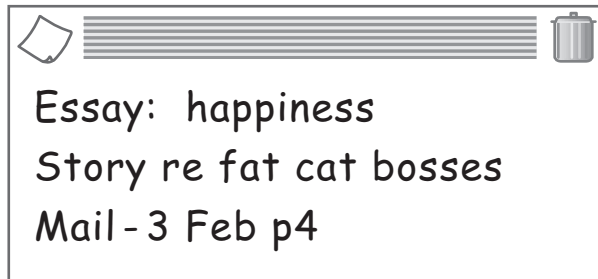 Essay: happiness
Story re fat cat bosses
Mail - 3 Feb p4